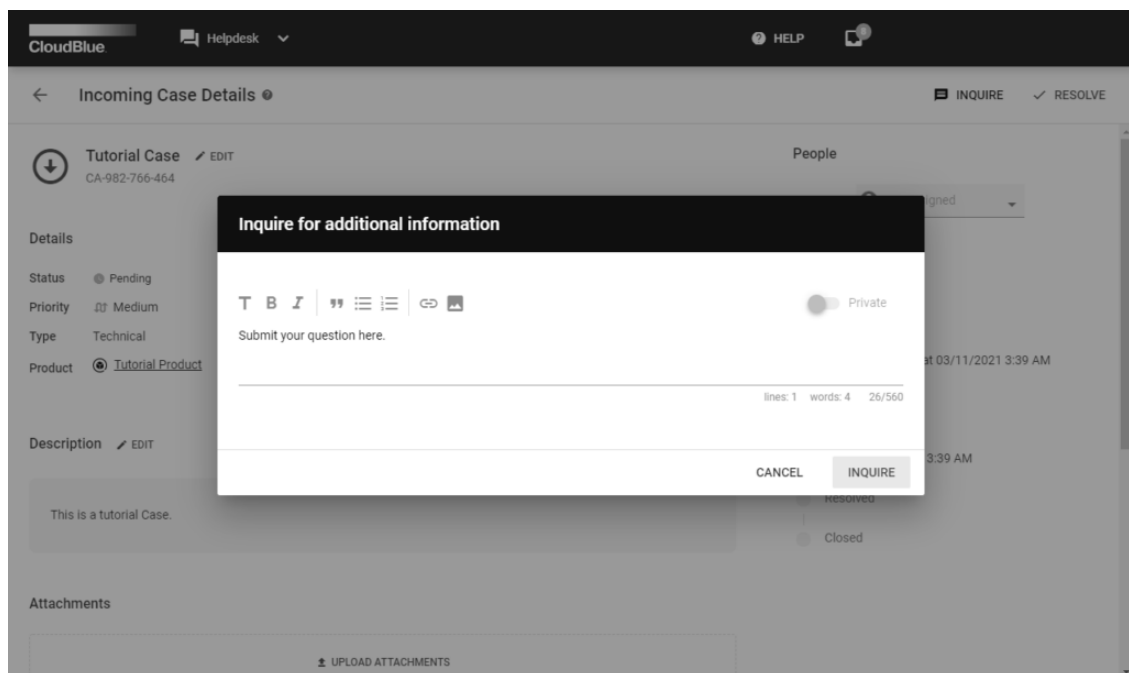 CloudBlue
Helpdesk
HELP
Incoming Case Details
INQUIRE
RESOLVE
Tutorial Case EDIT
CA-982-766-464
People
Details
Status Pending
Priority Medium
Type Technical
Product Tutorial Product
Inquire for additional information
T B I
Private
Submit your question here.
lines: 1 words: 4 26/560
CANCEL INQUIRE
at 03/11/2021 3:39 AM
3:39 AM
Resolved
Closed
Description EDIT
This is a tutorial Case.
Attachments
UPLOAD ATTACHMENTS